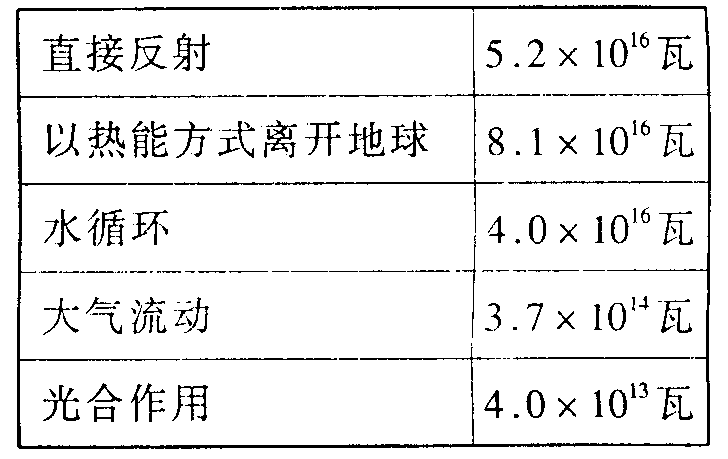 直接反射 5.2×10¹⁶瓦
以热能方式离开地球 8.1×10¹⁶瓦
水循环 4.0×10¹⁶瓦
大气流动 3.7×10¹⁴瓦
光合作用 4.0×10¹³瓦